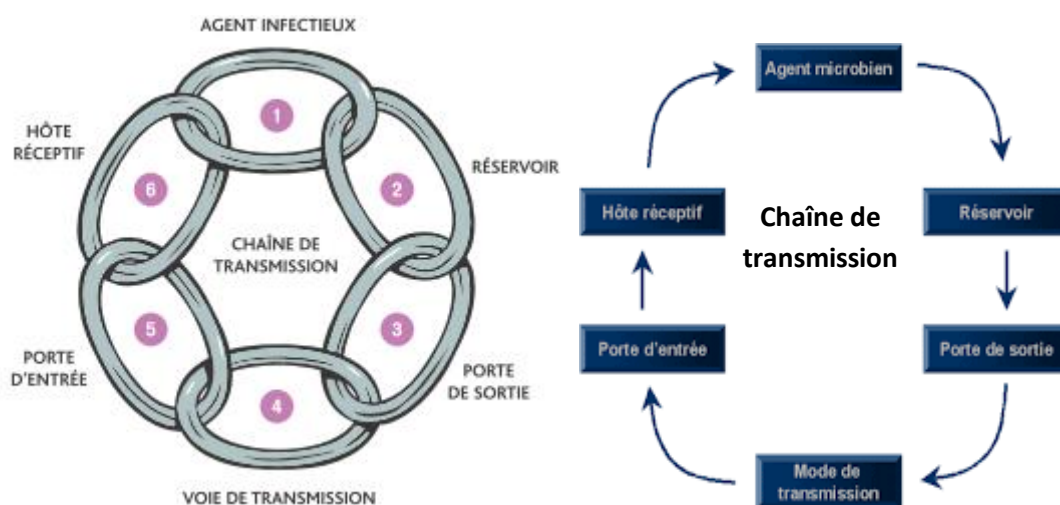 AGENT INFECTIEUX
1
HÔTE
RÉCEPTIF
RÉSERVOIR
6
2
CHAÎNE DE
TRANSMISSION
5
3
PORTE
D'ENTRÉE
PORTE
DE SORTIE
4
VOIE DE TRANSMISSION
Agent microbien
Hôte réceptif
Chaîne de
transmission
Réservoir
Porte d'entrée
Porte de sortie
Mode de
transmission